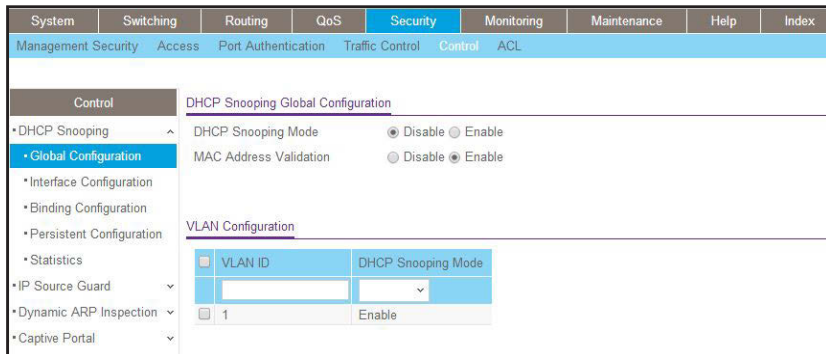 System Switching Routing QoS Security Monitoring Maintenance Help Index
Management Security Access Port Authentication Traffic Control Control ACL
Control
DHCP Snooping
Global Configuration
Interface Configuration
Binding Configuration
Persistent Configuration
Statistics
IP Source Guard
Dynamic ARP Inspection
Captive Portal
DHCP Snooping Global Configuration
DHCP Snooping Mode Disable Enable
MAC Address Validation Disable Enable
VLAN Configuration
VLAN ID DHCP Snooping Mode
1 Enable